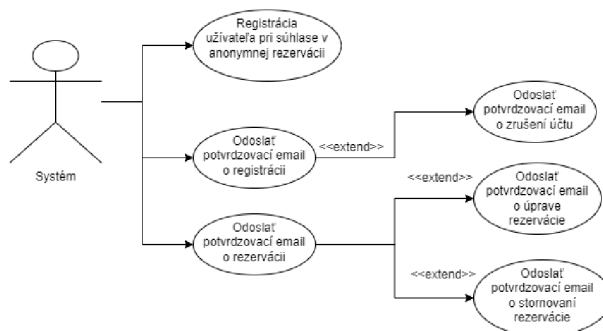 Registrácia
užívateľa pri súhlase v
anonymnej rezervácii
Systém
Odoslať
potvrdzovací email
o registrácii
<<extend>>
Odoslať
potvrdzovací email
o zrušení účtu
Odoslať
potvrdzovací email
o rezervácii
<<extend>>
Odoslať
potvrdzovací email
o úprave
rezervácie
<<extend>>
Odoslať
potvrdzovací email
o stornovaní
rezervácie